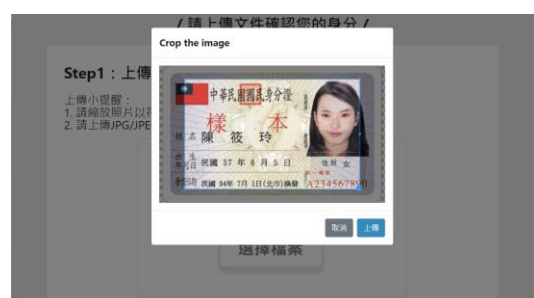 / 請上傳文件確認您的身分 /
Crop the image
Step1：上傳
上傳小提醒：
1. 請縮放照片以符
2. 請上傳JPG/JPE
中華民國國民身分證
樣 本
姓名 陳筱玲
出生年月日 民國 57 年 6 月 5 日
性別 女
發證日期 民國 94年 7月 1日(北市)換發
A234567890
取消
上傳
選擇檔案